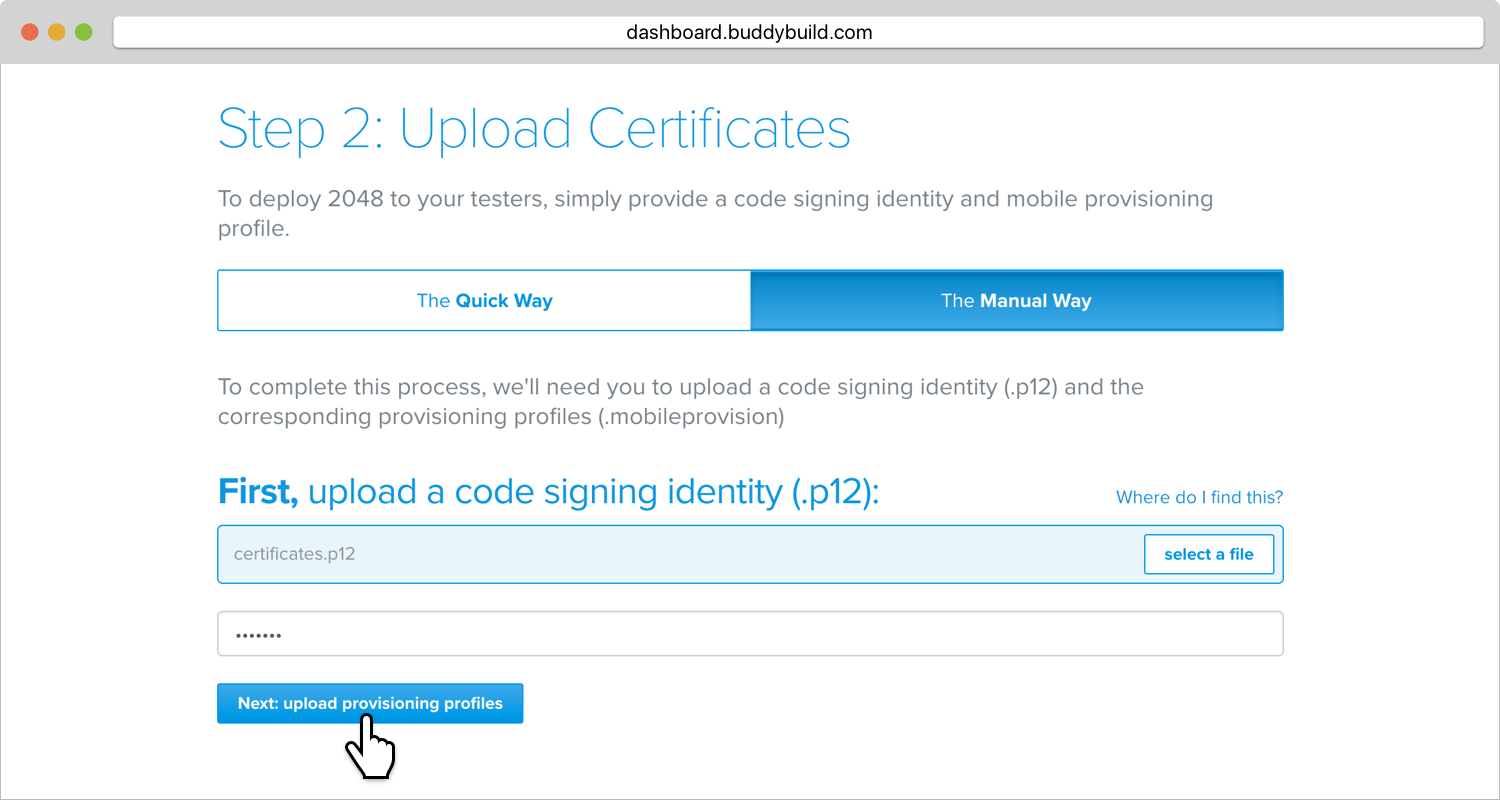 dashboard.buddybuild.com
Step 2: Upload Certificates
To deploy 2048 to your testers, simply provide a code signing identity and mobile provisioning
profile.
The Quick Way
The Manual Way
To complete this process, we'll need you to upload a code signing identity (.p12) and the
corresponding provisioning profiles (.mobileprovision)
First, upload a code signing identity (.p12):
Where do I find this?
certificates.p12
select a file
•••••••
Next: upload provisioning profiles